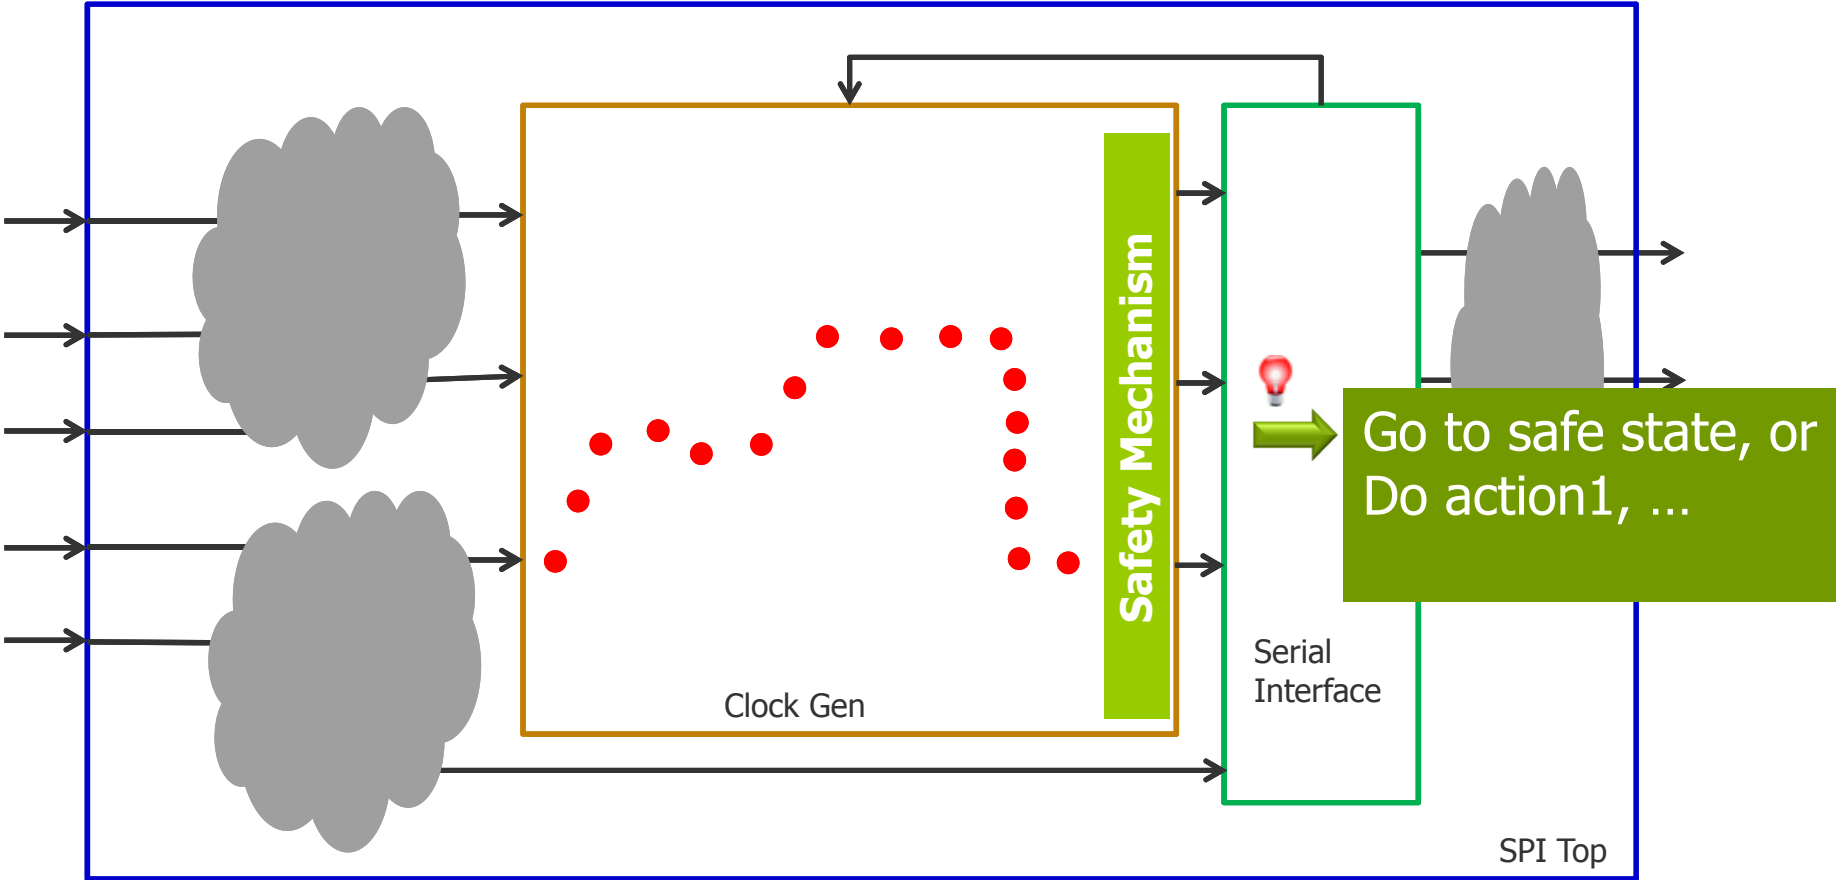 Safety Mechanism
Go to safe state, or
Do action1, ...
Serial
Interface
Clock Gen
SPI Top